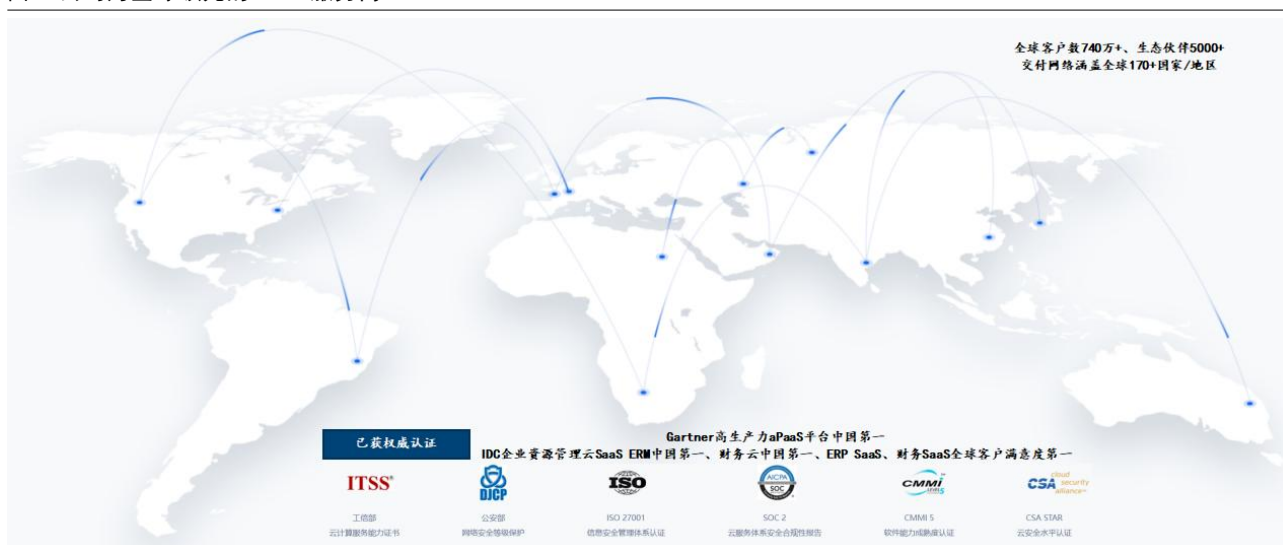 全球客户数740万+、生态伙伴5000+
交付网络涵盖全球170+国家/地区
已获权威认证
Gartner高生产力aPaaS平台中国第一
IDC企业资源管理云SaaS ERM中国第一、财务云中国第一、ERP SaaS、财务SaaS全球客户满意度第一
ITSS®
DJCP
ISO
AICPA
SOC
CMMI
LEVEL5
cloud
CSA security
alliance
工信部
公安部
ISO 27001
SOC 2
CMMI 5
CSA STAR
云计算服务能力证书
网络安全等级保护
信息安全管理体系认证
云服务体系安全合规性报告
软件能力成熟度认证
云安全水平认证